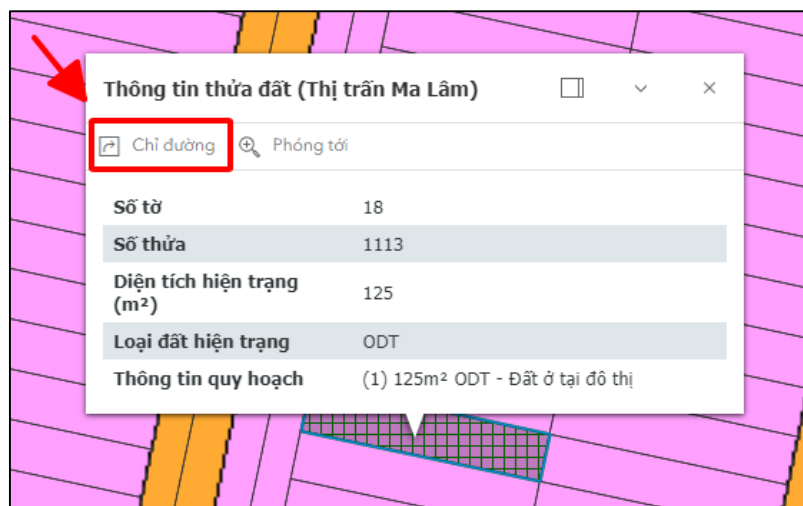 Thông tin thửa đất (Thị trấn Ma Lâm)
Chỉ đường Phóng tới
Số tờ 18
Số thửa 1113
Diện tích hiện trạng
(m²) 125
Loại đất hiện trạng ODT
Thông tin quy hoạch (1) 125m² ODT - Đất ở tại đô thị